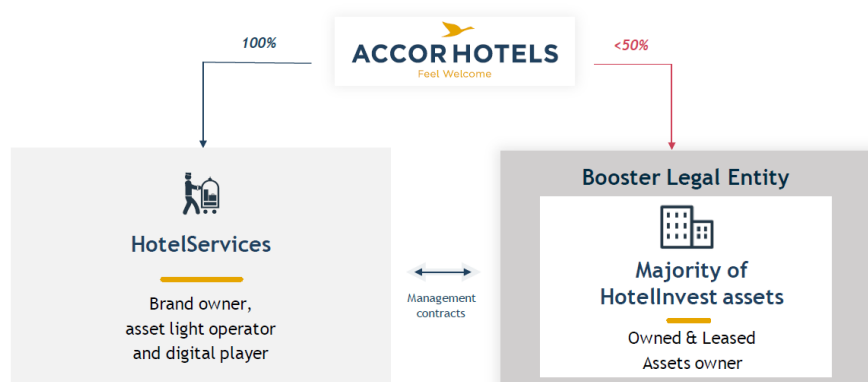 100%
ACCORHOTELS
Feel Welcome
<50%
HotelServices
Brand owner,
asset light operator
and digital player
Management
contracts
Booster Legal Entity
Majority of
HotelInvest assets
Owned & Leased
Assets owner